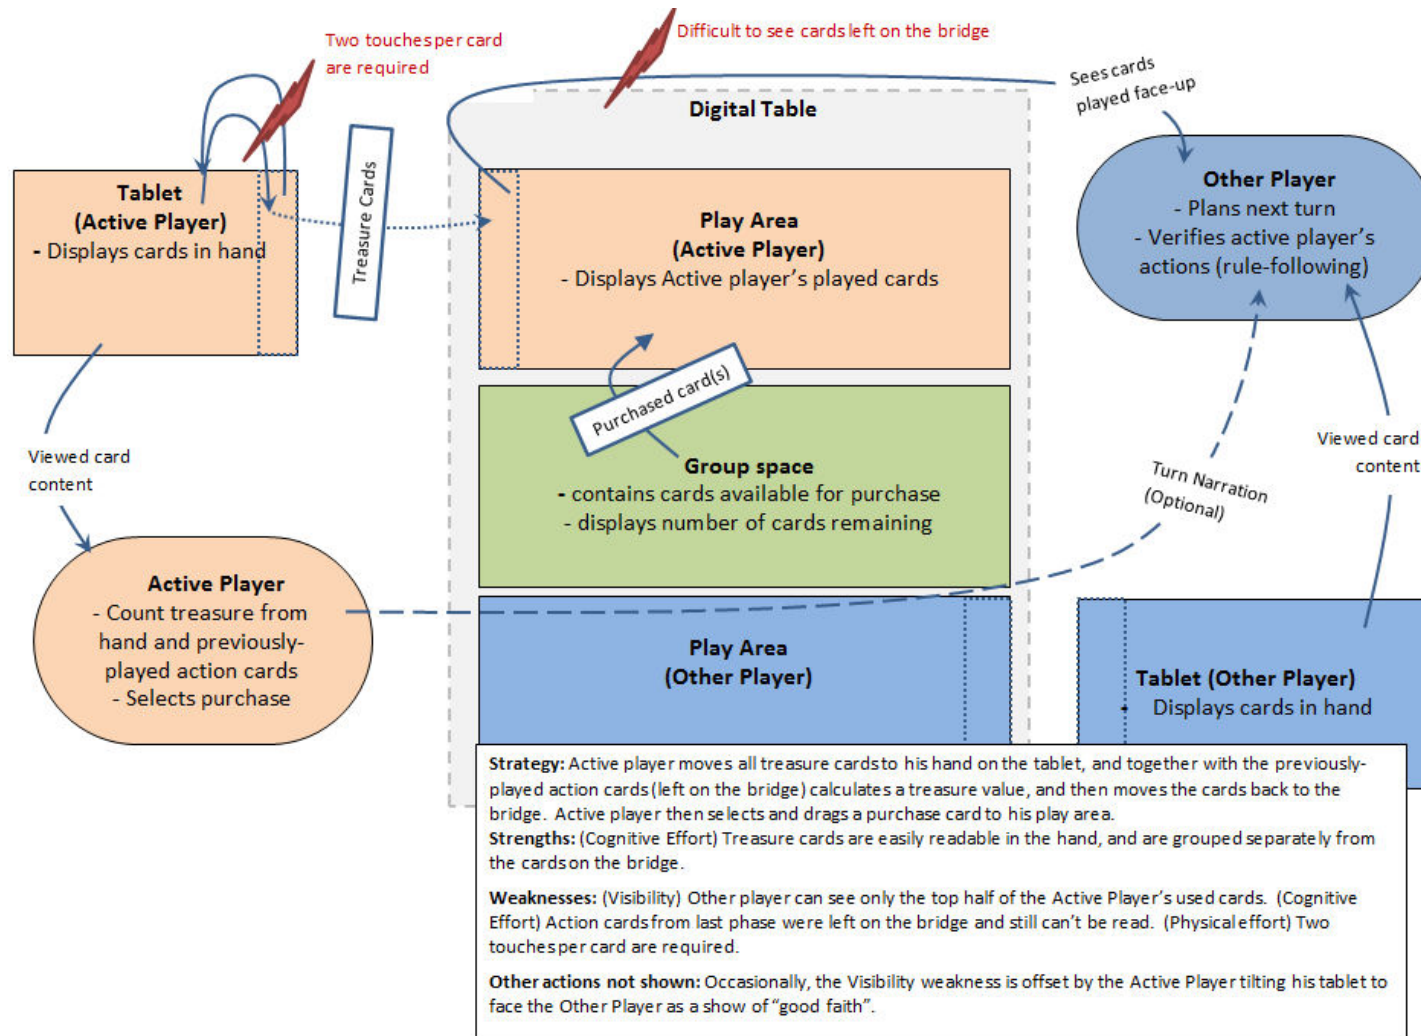 Two touches per card
are required
Difficult to see cards left on the bridge
Sees cards
played face-up
Digital Table
Tablet
(Active Player)
- Displays cards in hand
Treasure Cards
Play Area
(Active Player)
- Displays Active player's played cards
Other Player
- Plans next turn
- Verifies active player's
actions (rule-following)
Purchased card(s)
Viewed card
content
Group space
- contains cards available for purchase
- displays number of cards remaining
Turn Narration
(Optional)
Viewed card
content
Active Player
- Count treasure from
hand and previously-
played action cards
- Selects purchase
Play Area
(Other Player)
Tablet (Other Player)
- Displays cards in hand
Strategy: Active player moves all treasure cards to his hand on the tablet, and together with the previously-
played action cards (left on the bridge) calculates a treasure value, and then moves the cards back to the
bridge. Active player then selects and drags a purchase card to his play area.
Strengths: (Cognitive Effort) Treasure cards are easily readable in the hand, and are grouped separately from
the cards on the bridge.
Weaknesses: (Visibility) Other player can see only the top half of the Active Player's used cards. (Cognitive
Effort) Action cards from last phase were left on the bridge and still can't be read. (Physical effort) Two
touches per card are required.
Other actions not shown: Occasionally, the Visibility weakness is offset by the Active Player tilting his tablet to
face the Other Player as a show of "good faith".